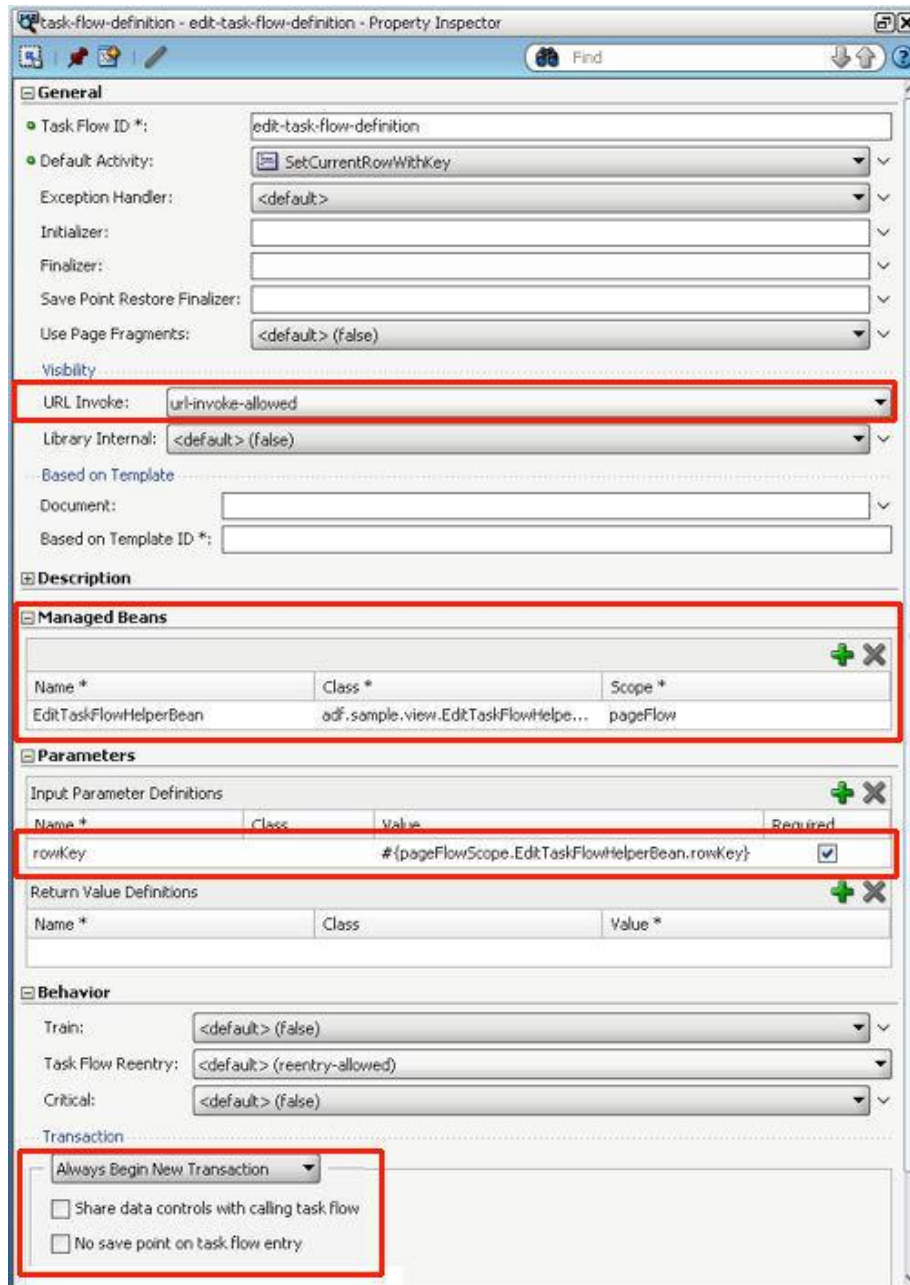 task-flow-definition - edit-task-flow-definition - Property Inspector
Find
General
Task Flow ID *: edit-task-flow-definition
Default Activity: SetCurrentRowWithKey
Exception Handler: <default>
Initializer:
Finalizer:
Save Point Restore Finalizer:
Use Page Fragments: <default> (false)
Visibility
URL Invoke: url-invoke-allowed
Library Internal: <default> (false)
Based on Template
Document:
Based on Template ID *:
Description
Managed Beans
Name * Class * Scope *
EditTaskFlowHelperBean adf.sample.view.EditTaskFlowHelpe... pageFlow
Parameters
Input Parameter Definitions
Name * Class Value Required
rowKey #{pageFlowScope.EditTaskFlowHelperBean.rowKey}
Return Value Definitions
Name * Class Value *
Behavior
Train: <default> (false)
Task Flow Reentry: <default> (reentry-allowed)
Critical: <default> (false)
Transaction
Always Begin New Transaction
Share data controls with calling task flow
No save point on task flow entry